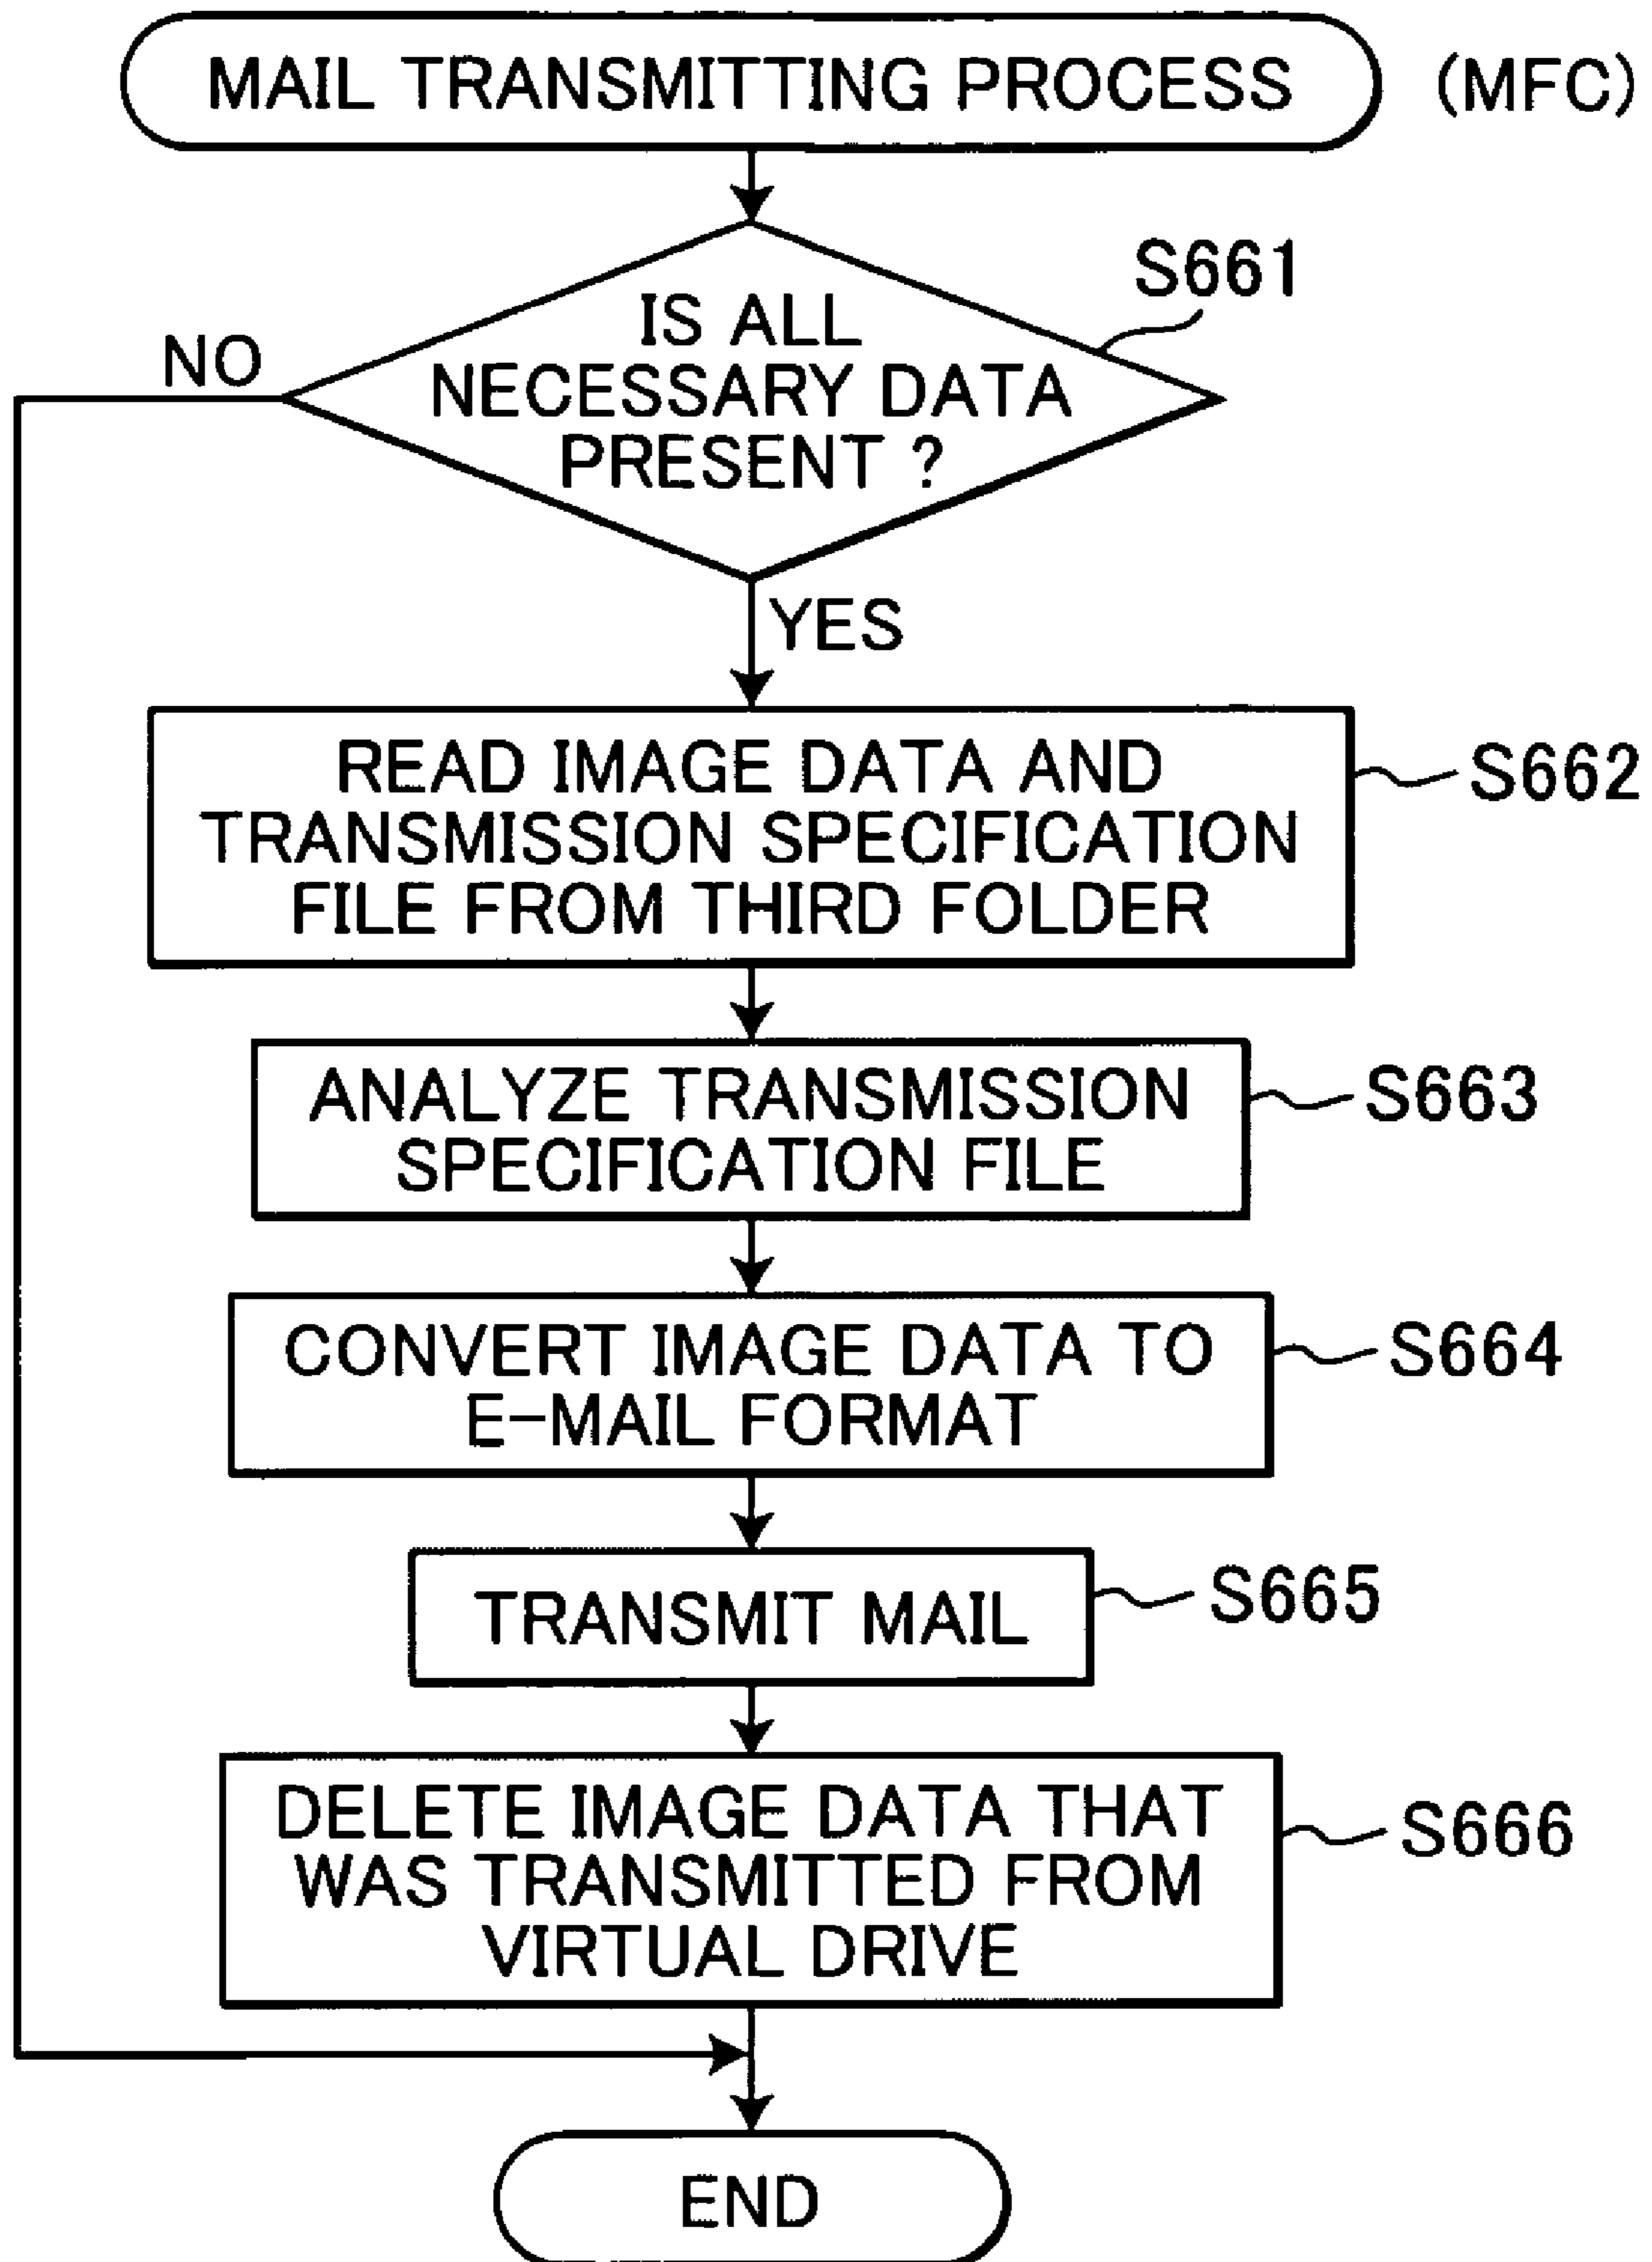 MAIL TRANSMITTING PROCESS (MFC)
S661
IS ALL
NECESSARY DATA
PRESENT ?
NO
YES
READ IMAGE DATA AND
TRANSMISSION SPECIFICATION
FILE FROM THIRD FOLDER
S662
ANALYZE TRANSMISSION
SPECIFICATION FILE
S663
CONVERT IMAGE DATA TO
E-MAIL FORMAT
S664
TRANSMIT MAIL
S665
DELETE IMAGE DATA THAT
WAS TRANSMITTED FROM
VIRTUAL DRIVE
S666
END